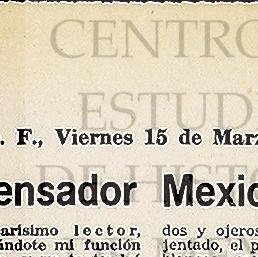 CENTRO
ESTUD
DE HIST
. F., Viernes 15 de Marz
ensador Mexic
arísimo lector,
ándote mi función
dos y ojeros
jentado, el p